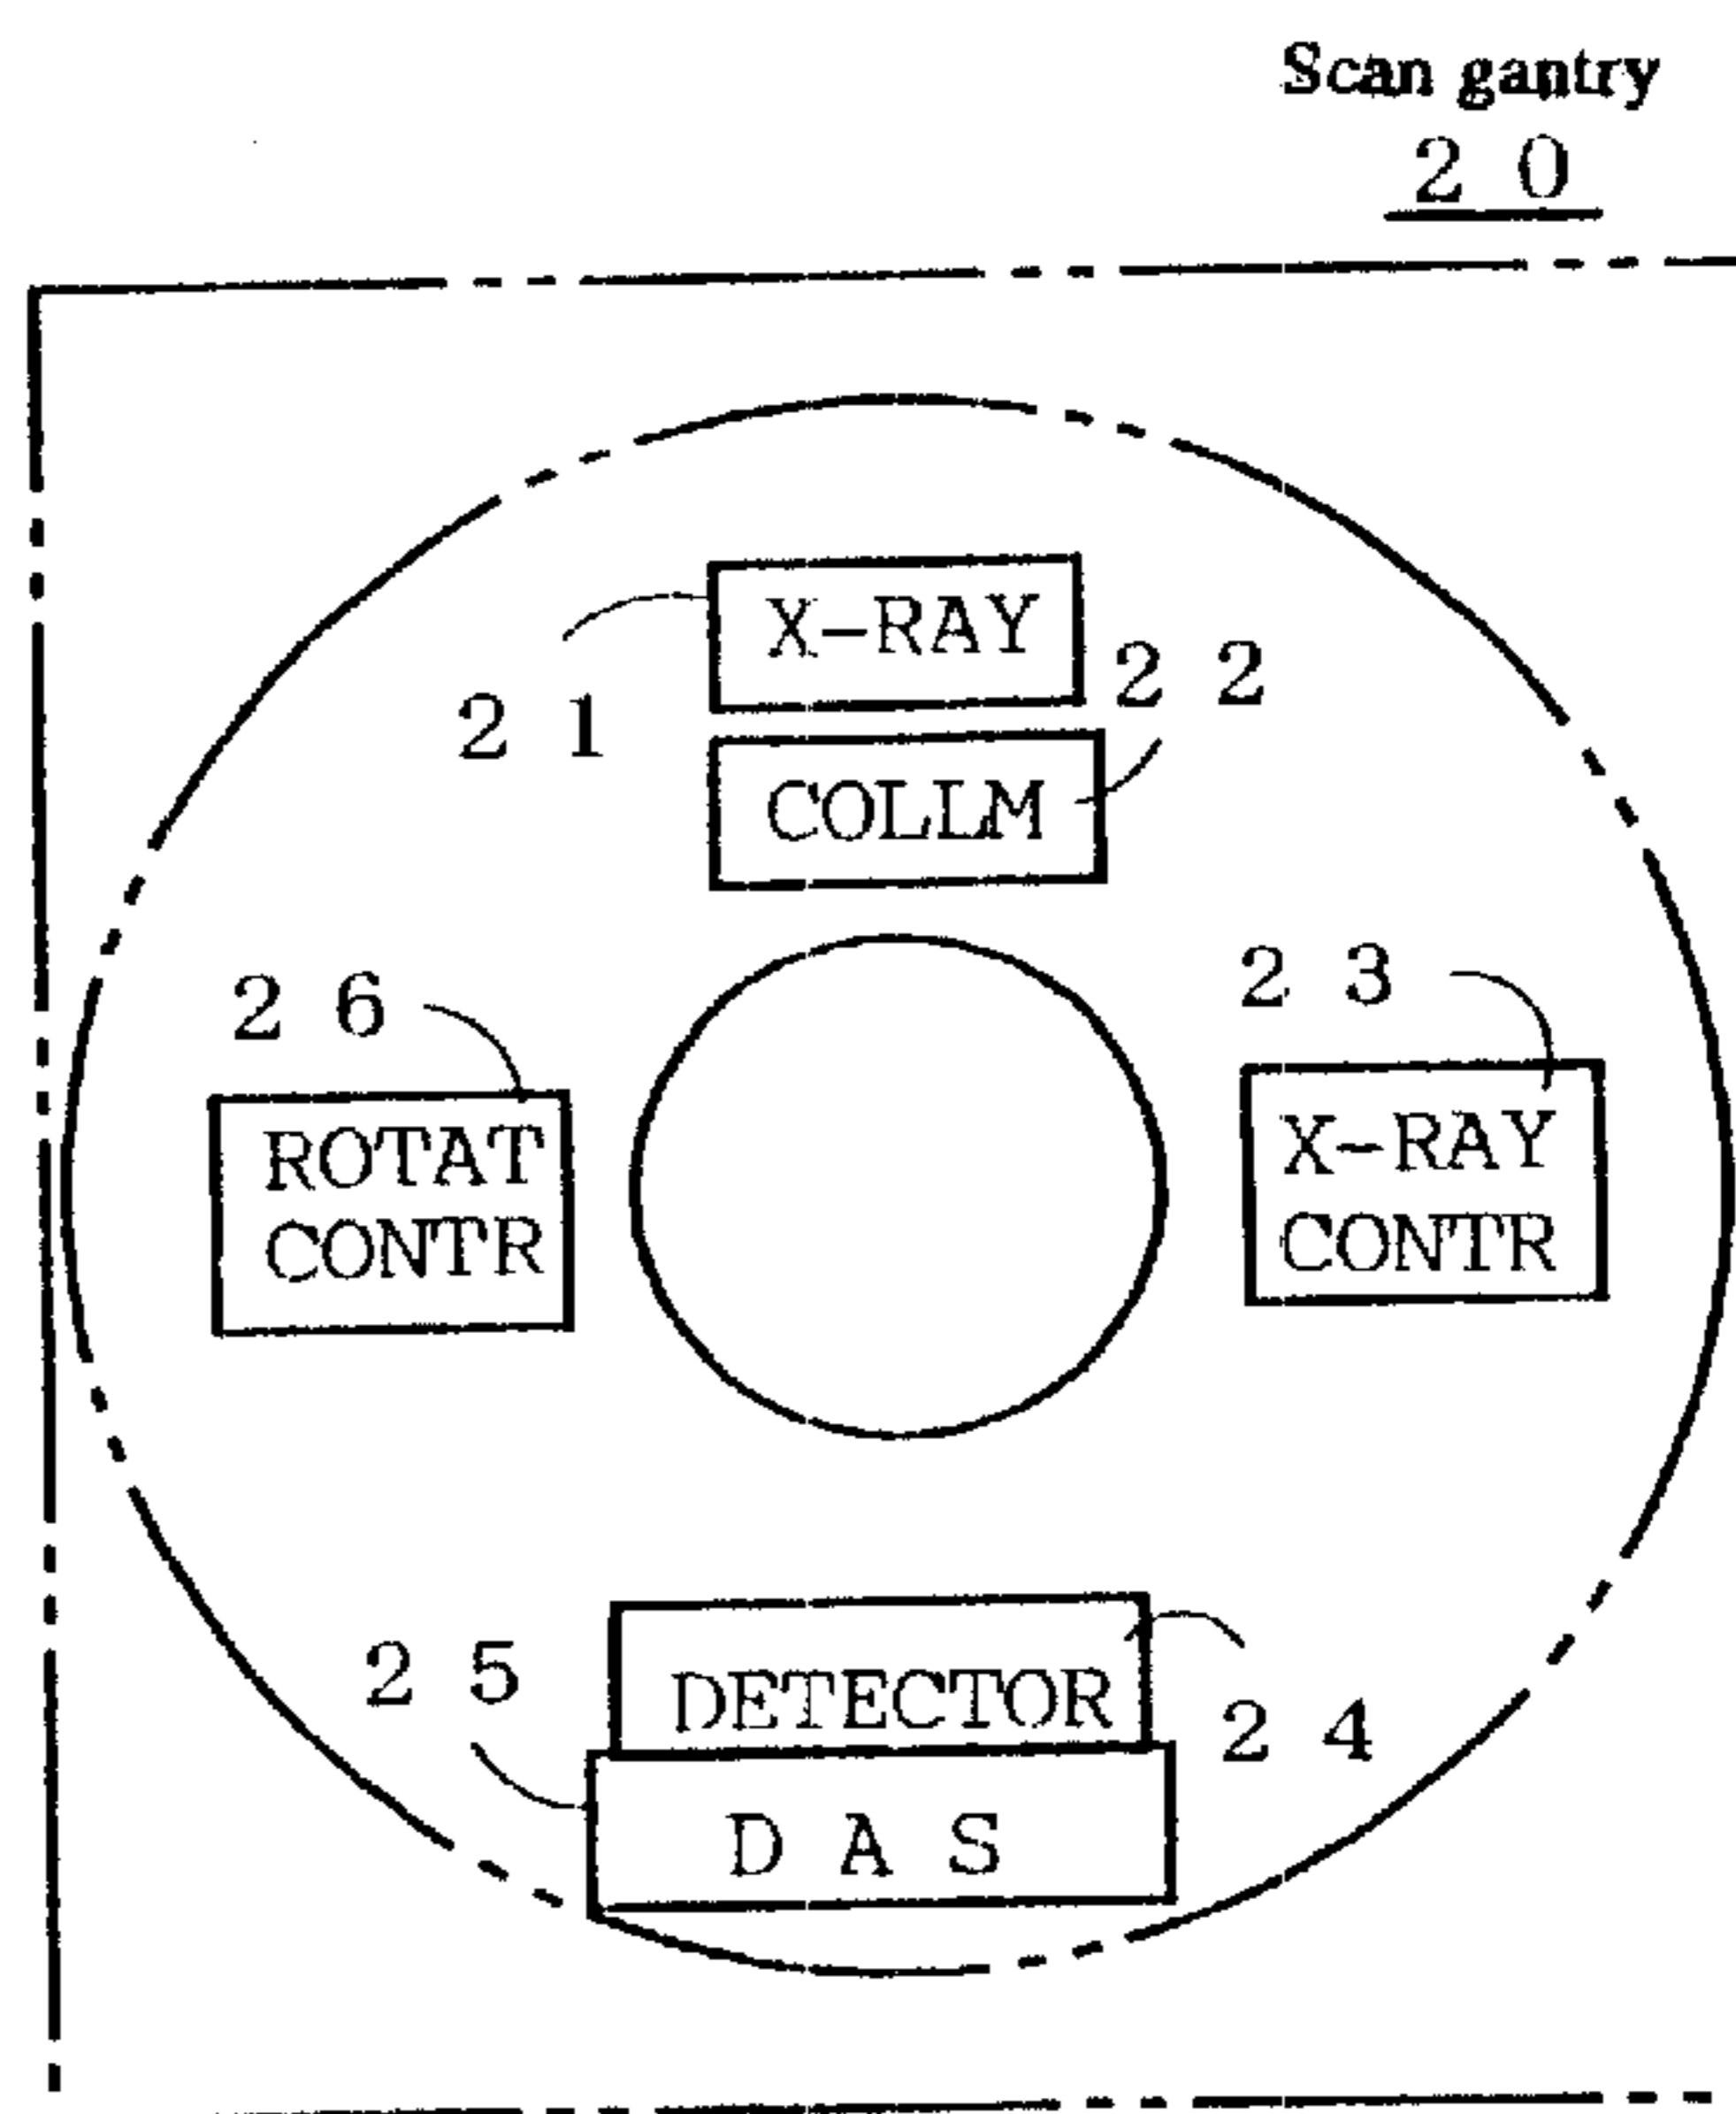 Scan gantry
2 0
X-RAY
2 1
2 2
COLLM
2 6
2 3
ROTAT
CONTR
X-RAY
CONTR
2 5
DETECTOR
2 4
D A S